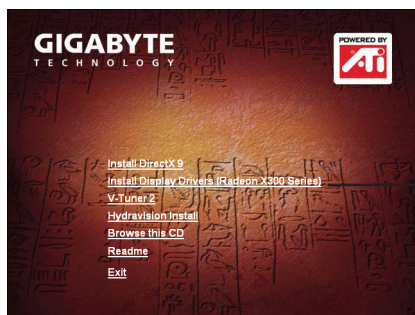 GIGABYTE
TECHNOLOGY
POWERED BY
ATi
Install DirectX 9
Install Display Drivers (Radeon X300 Series)
V-Tuner 2
Hydravision Install
Browse this CD
Readme
Exit